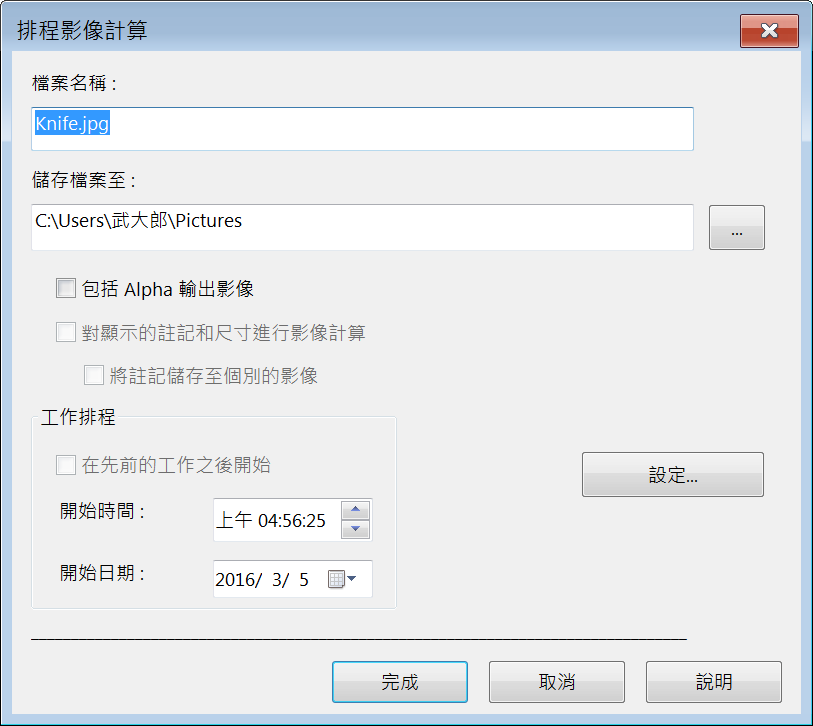 排程影像計算
檔案名稱 :
Knife.jpg
儲存檔案至 :
C:\Users\武大郎\Pictures
...
包括 Alpha 輸出影像
對顯示的註記和尺寸進行影像計算
將註記儲存至個別的影像
工作排程
在先前的工作之後開始
設定...
開始時間 :
上午 04:56:25
開始日期 :
2016/ 3/ 5
完成
取消
說明